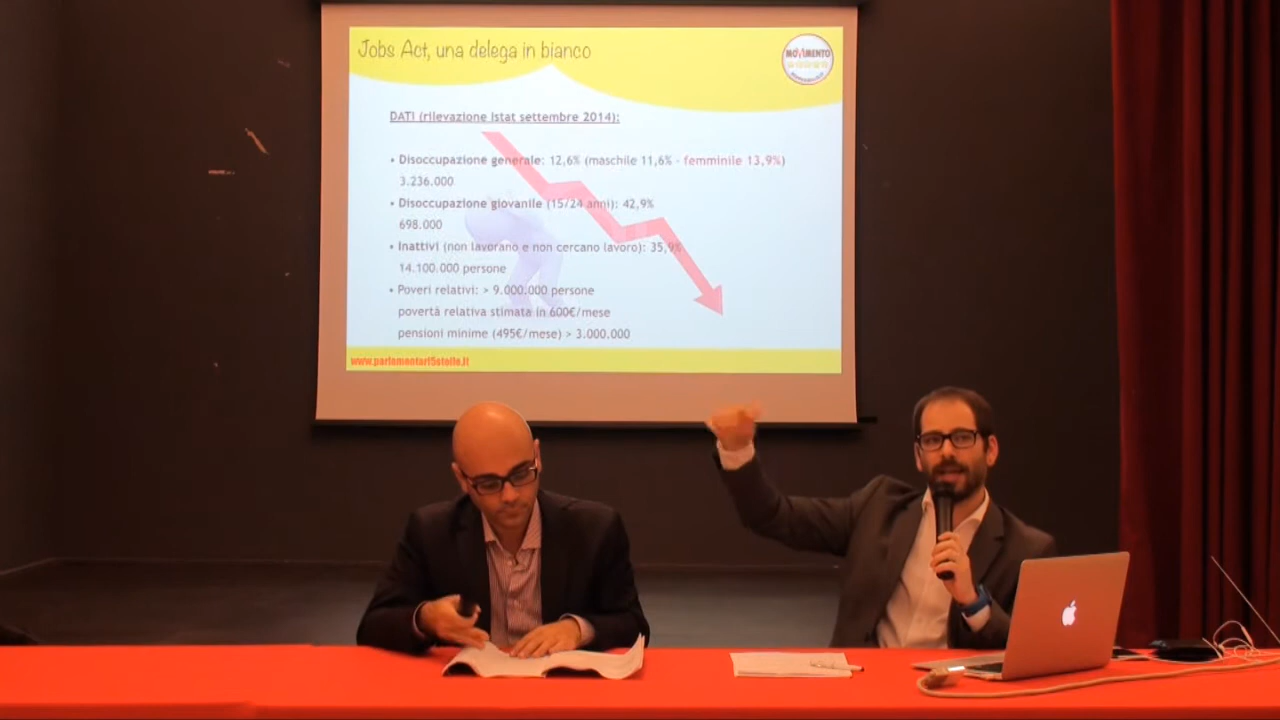 Jobs Act, una delega in bianco
MOVIMENTO
DATI (rilevazione Istat settembre 2014):
• Disoccupazione generale: 12,6% (maschile 11,6% - femminile 13,9%)
3.236.000
• Disoccupazione giovanile (15/24 anni): 42,9%
698.000
• Inattivi (non lavorano e non cercano lavoro): 35,9%
14.100.000 persone
• Poveri relativi: > 9.000.000 persone
povertà relativa stimata in 600€/mese
pensioni minime (495€/mese) > 3.000.000
www.parlamentari5stelle.it